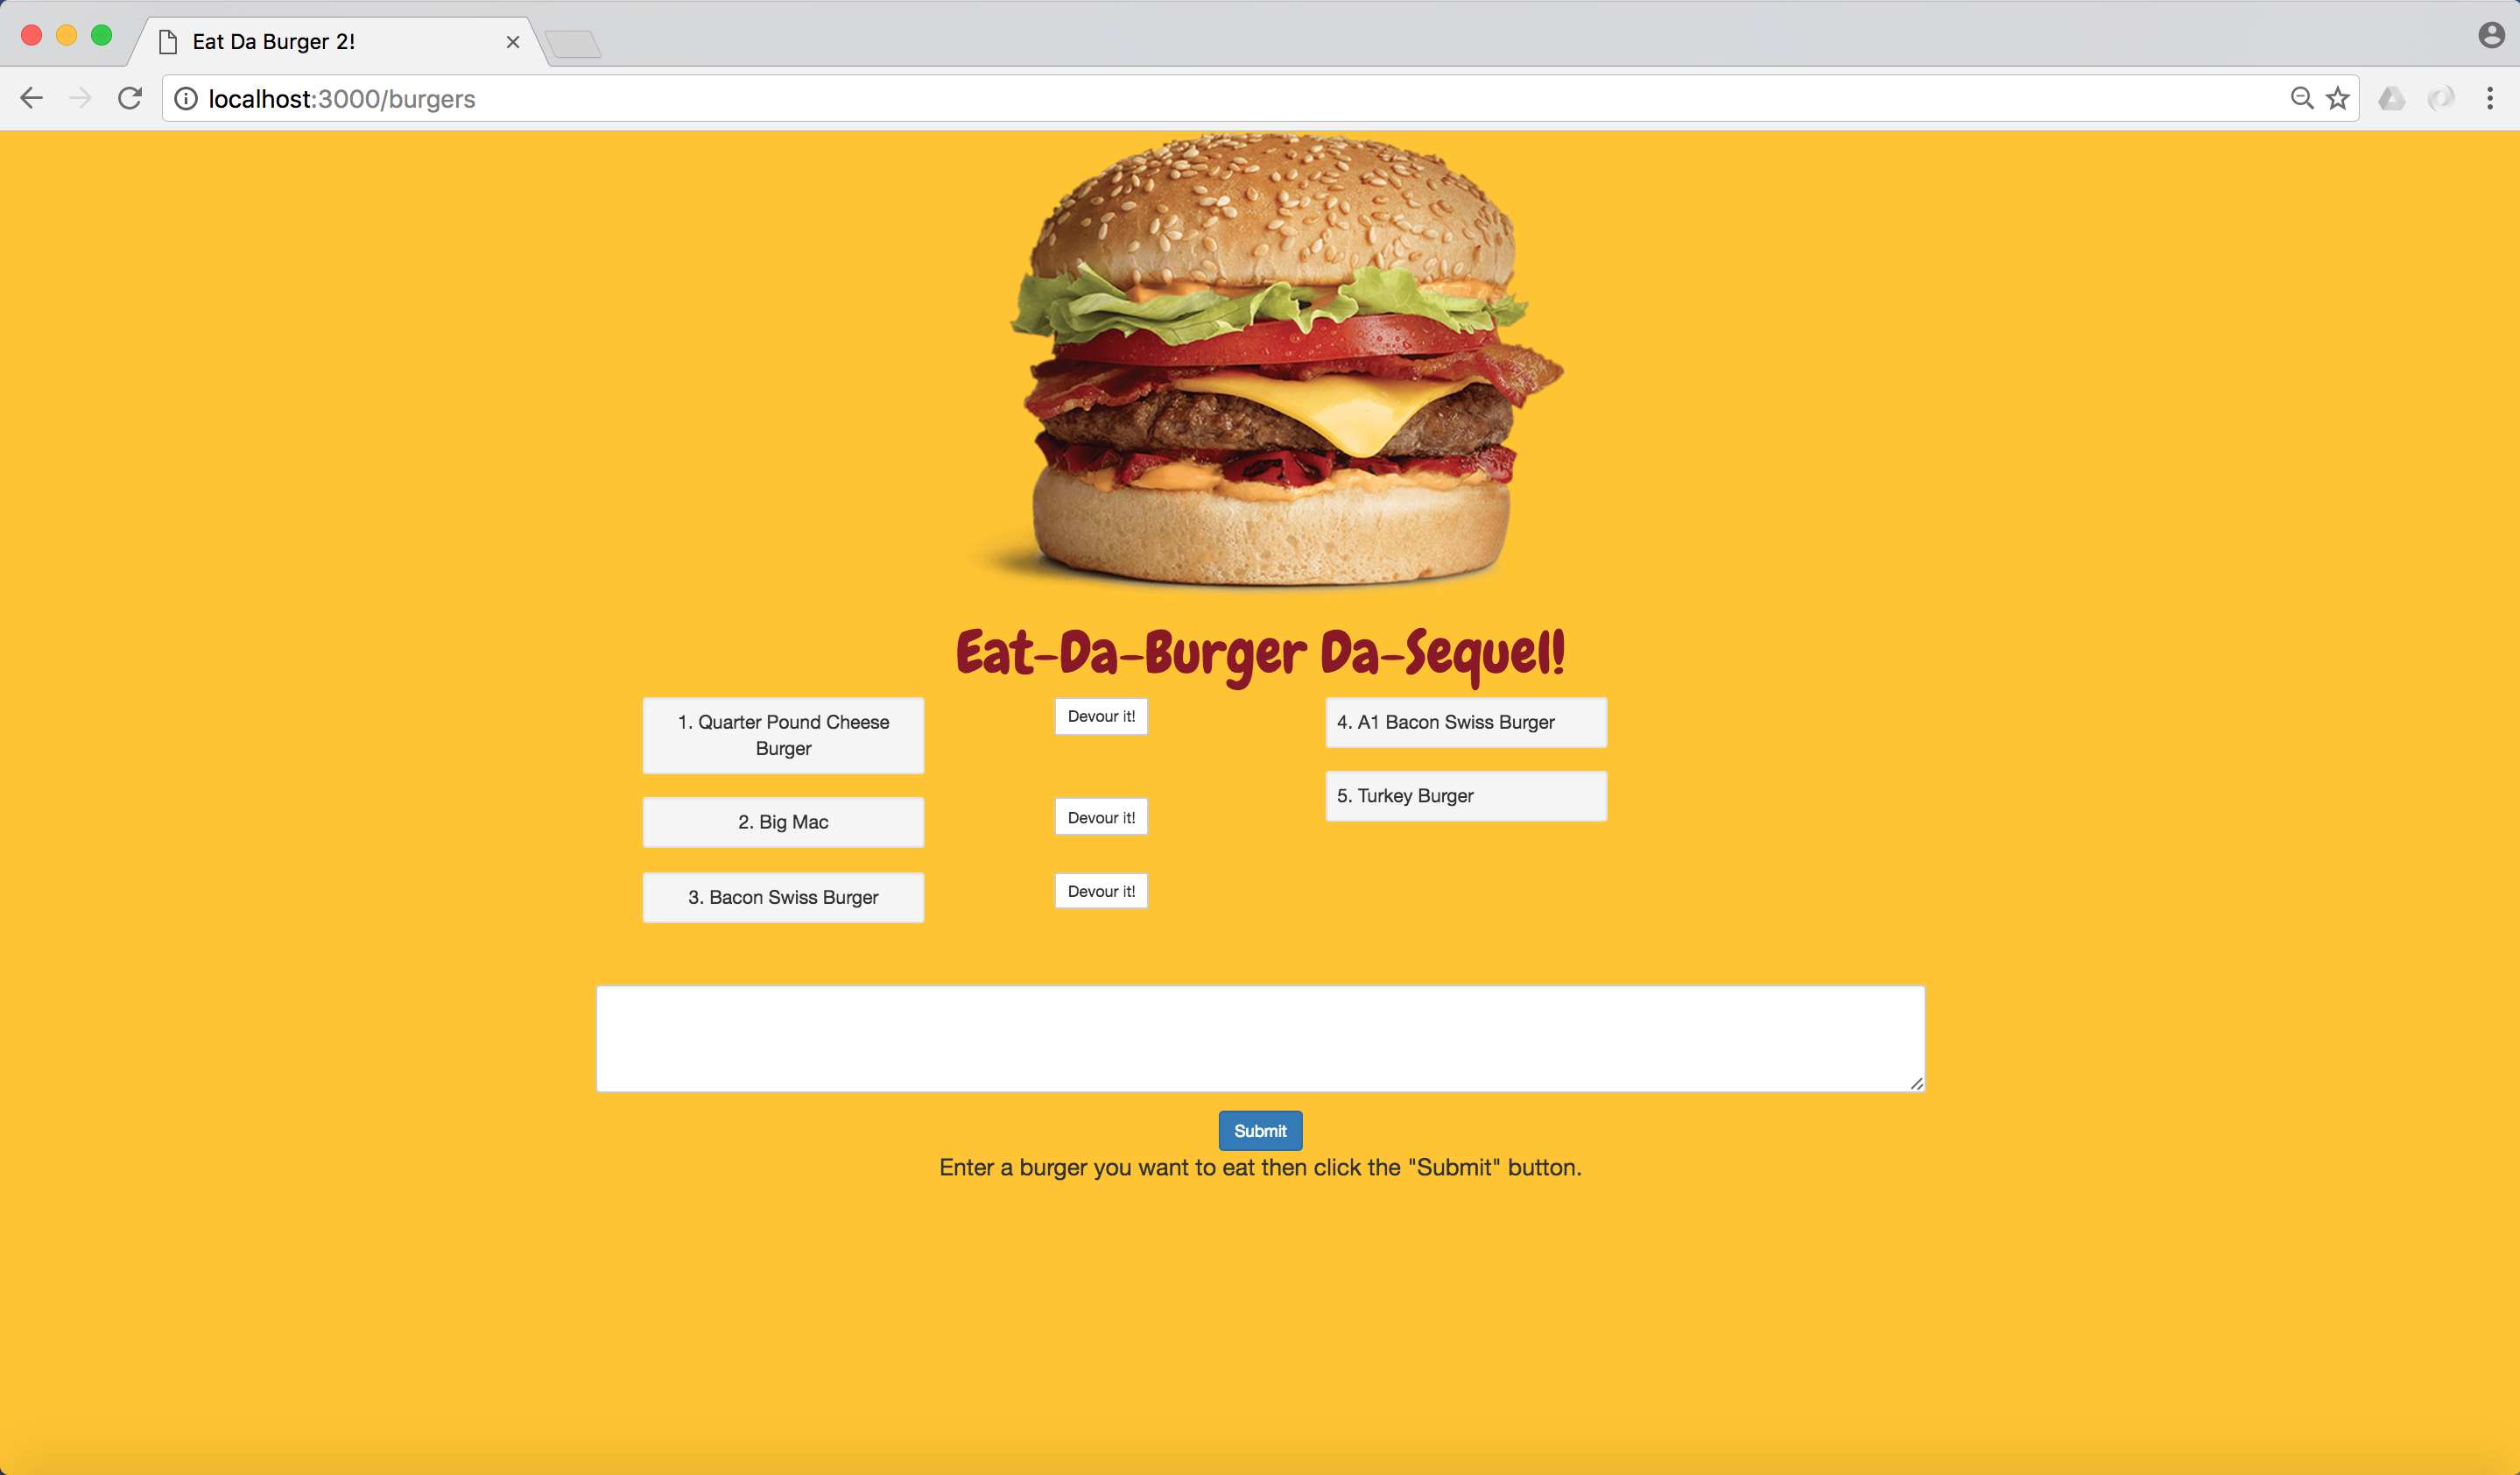 Eat Da Burger 2!
localhost:3000/burgers
Eat-Da-Burger Da-Sequel!
1. Quarter Pound Cheese
Burger
Devour it!
2. Big Mac
Devour it!
3. Bacon Swiss Burger
Devour it!
4. A1 Bacon Swiss Burger
5. Turkey Burger
Submit
Enter a burger you want to eat then click the "Submit" button.